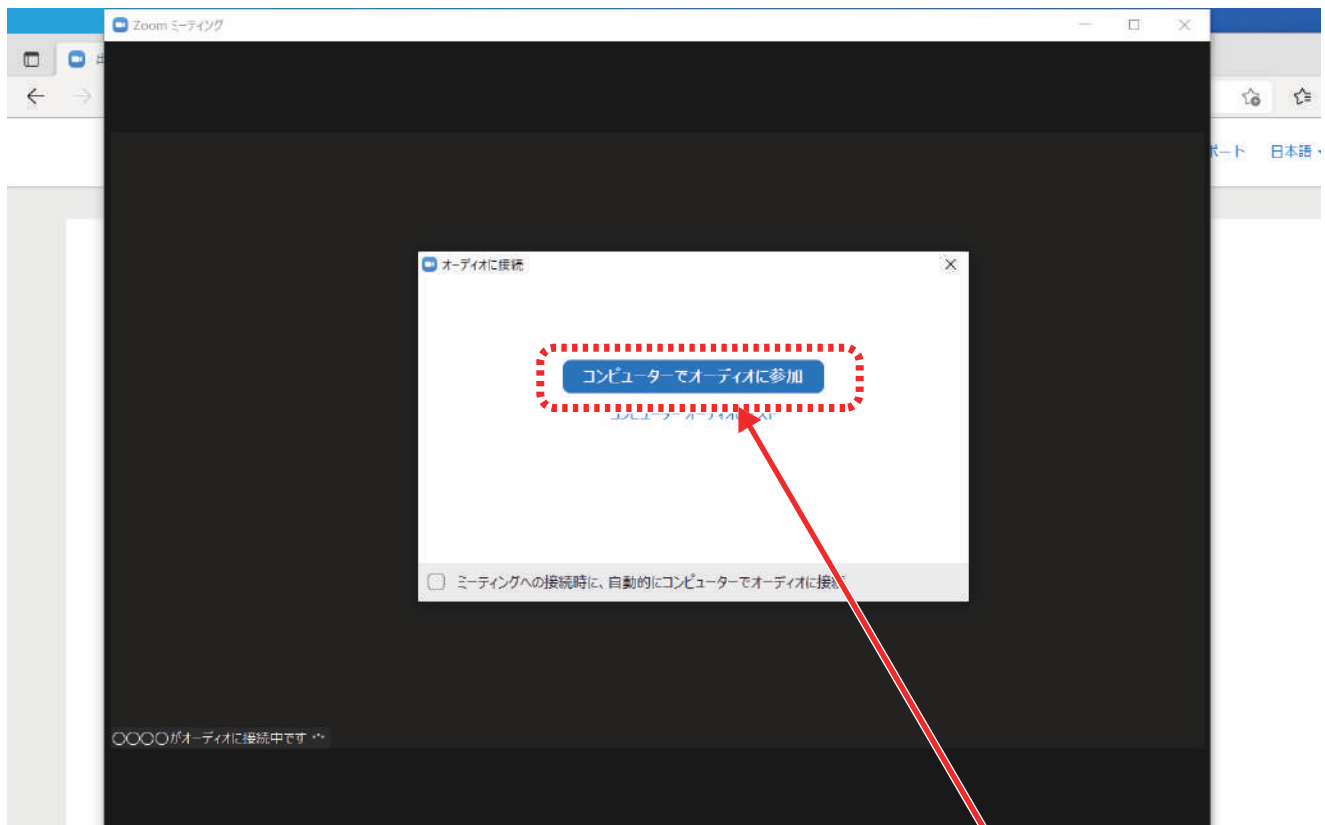 Zoom ミーティング
ポート 日本語
オーディオに接続
コンピューターでオーディオに参加
ミーティングへの接続時に、自動的にコンピューターでオーディオに接続
〇〇〇〇がオーディオに接続中です